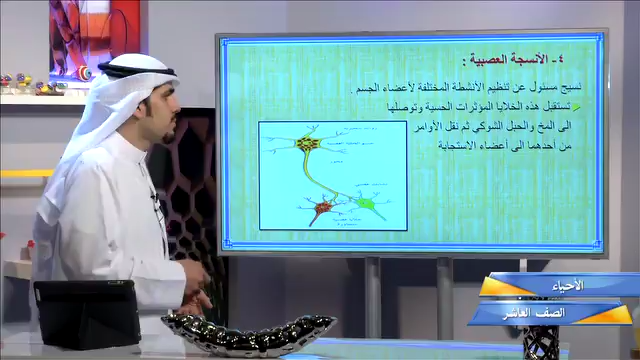 ٤- الأنسجة العصبية :
نسيج مسئول عن تنظيم الأنشطة المختلفة لأعضاء الجسم .
تستقبل هذه الخلايا المؤثرات الحسية وتوصلها
الى المخ والحبل الشوكي ثم نقل الأوامر
من أحدهما الى أعضاء الاستجابة
الأحياء
الصف العاشر